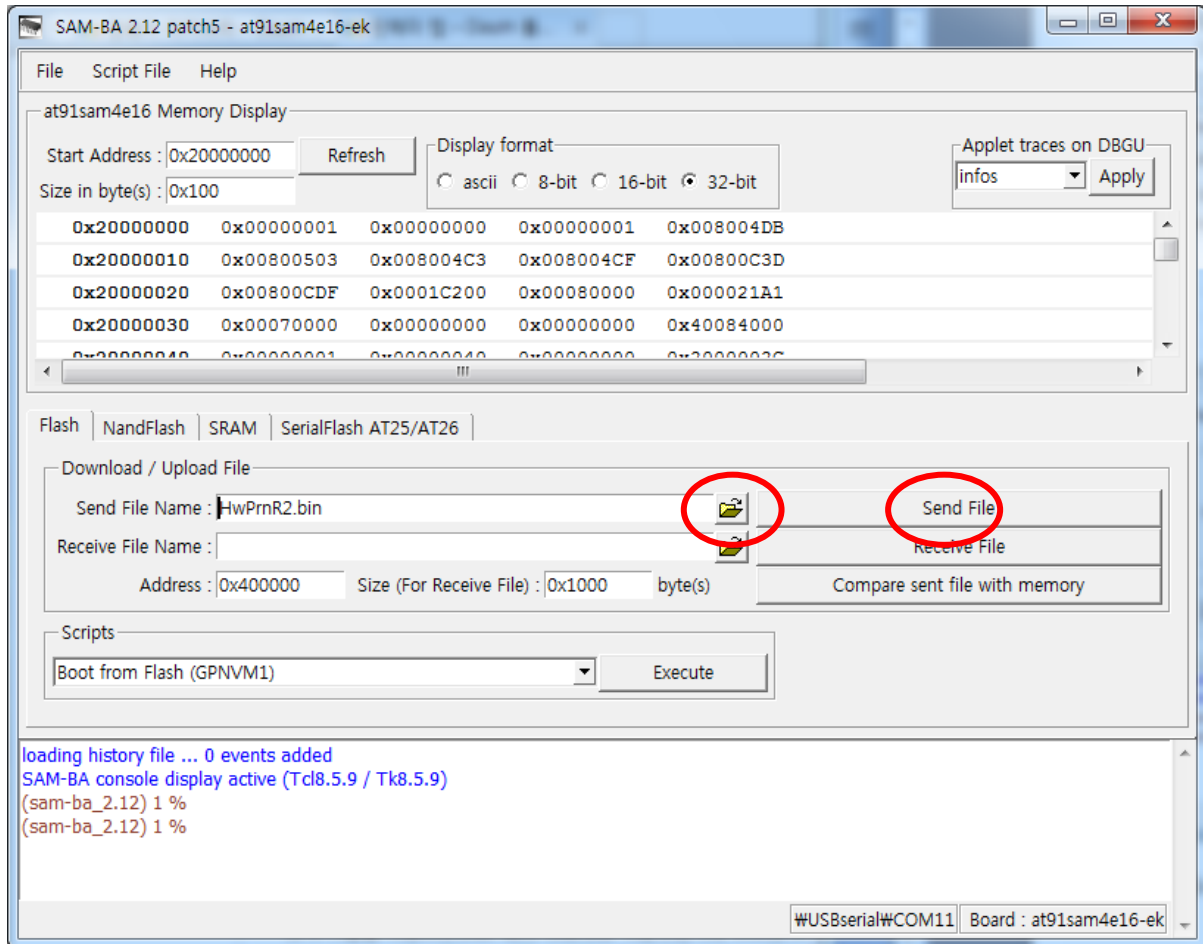 SAM-BA 2.12 patch5 - at91sam4e16-ek
File Script File Help
at91sam4e16 Memory Display
Start Address : 0x20000000 Refresh
Size in byte(s) : 0x100
Display format
ascii 8-bit 16-bit 32-bit
Applet traces on DBGU
infos Apply
0x20000000 0x00000001 0x00000000 0x00000001 0x008004DB
0x20000010 0x00800503 0x008004C3 0x008004CF 0x00800C3D
0x20000020 0x00800CDF 0x0001C200 0x00080000 0x000021A1
0x20000030 0x00070000 0x00000000 0x00000000 0x40084000
0x20000040 0x00000001 0x00000040 0x00000000 0x2000002C
Flash NandFlash SRAM SerialFlash AT25/AT26
Download / Upload File
Send File Name : HwPrnR2.bin Send File
Receive File Name : Receive File
Address : 0x400000 Size (For Receive File) : 0x1000 byte(s) Compare sent file with memory
Scripts
Boot from Flash (GPNVM1) Execute
loading history file ... 0 events added
SAM-BA console display active (Tcl8.5.9 / Tk8.5.9)
(sam-ba_2.12) 1 %
(sam-ba_2.12) 1 %
₩USBserial₩COM11 Board : at91sam4e16-ek